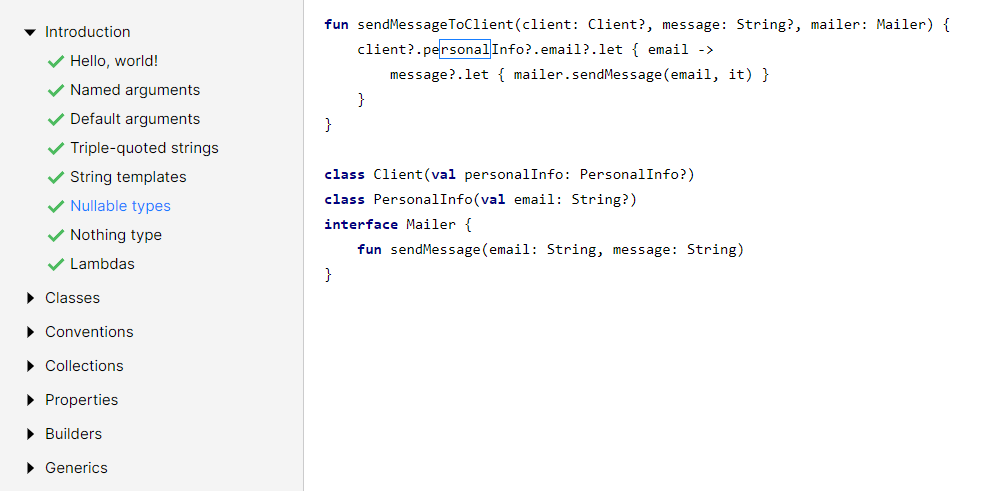 Introduction
Hello, world!
Named arguments
Default arguments
Triple-quoted strings
String templates
Nullable types
Nothing type
Lambdas
Classes
Conventions
Collections
Properties
Builders
Generics
fun sendMessageToClient(client: Client?, message: String?, mailer: Mailer) {
    client?.personalInfo?.email?.let { email ->
        message?.let { mailer.sendMessage(email, it) }
    }
}
class Client(val personalInfo: PersonalInfo?)
class PersonalInfo(val email: String?)
interface Mailer {
    fun sendMessage(email: String, message: String)
}